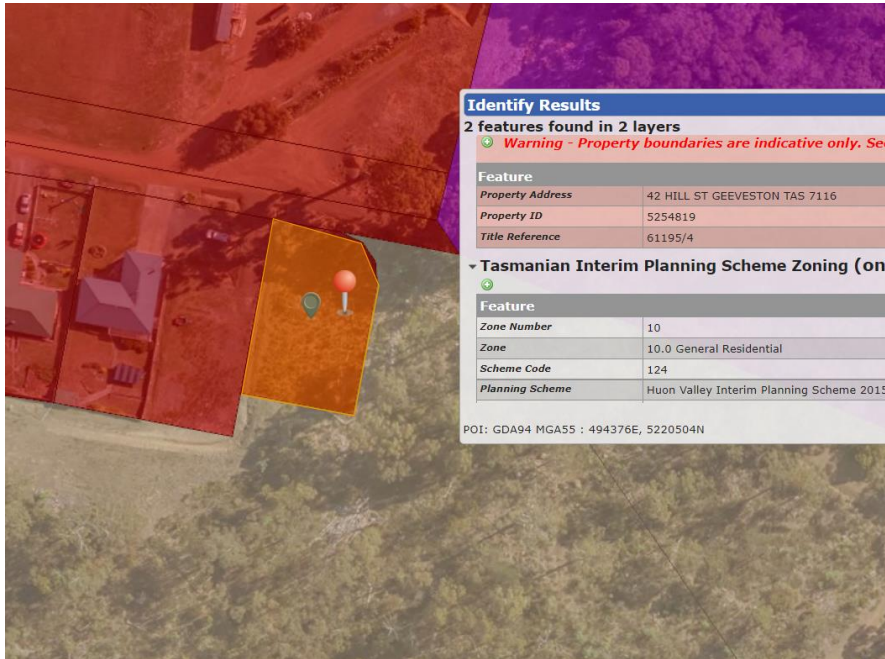 Identify Results
2 features found in 2 layers
Warning - Property boundaries are indicative only. See
Feature
Property Address 42 HILL ST GEEVESTON TAS 7116
Property ID 5254819
Title Reference 61195/4
Tasmanian Interim Planning Scheme Zoning (on
Feature
Zone Number 10
Zone 10.0 General Residential
Scheme Code 124
Planning Scheme Huon Valley Interim Planning Scheme 2015
POI: GDA94 MGA55 : 494376E, 5220504N